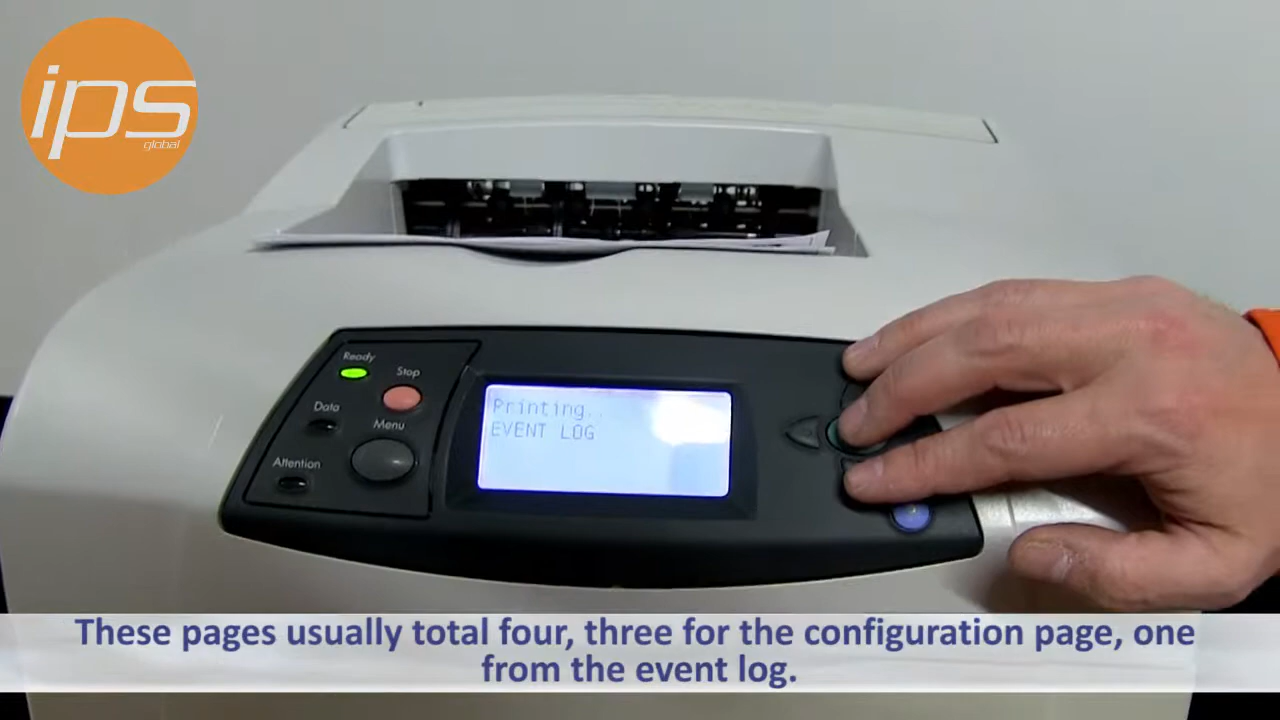 ips
global
Ready
Stop
Data
Menu
Attention
Printing..
EVENT LOG
These pages usually total four, three for the configuration page, one
from the event log.